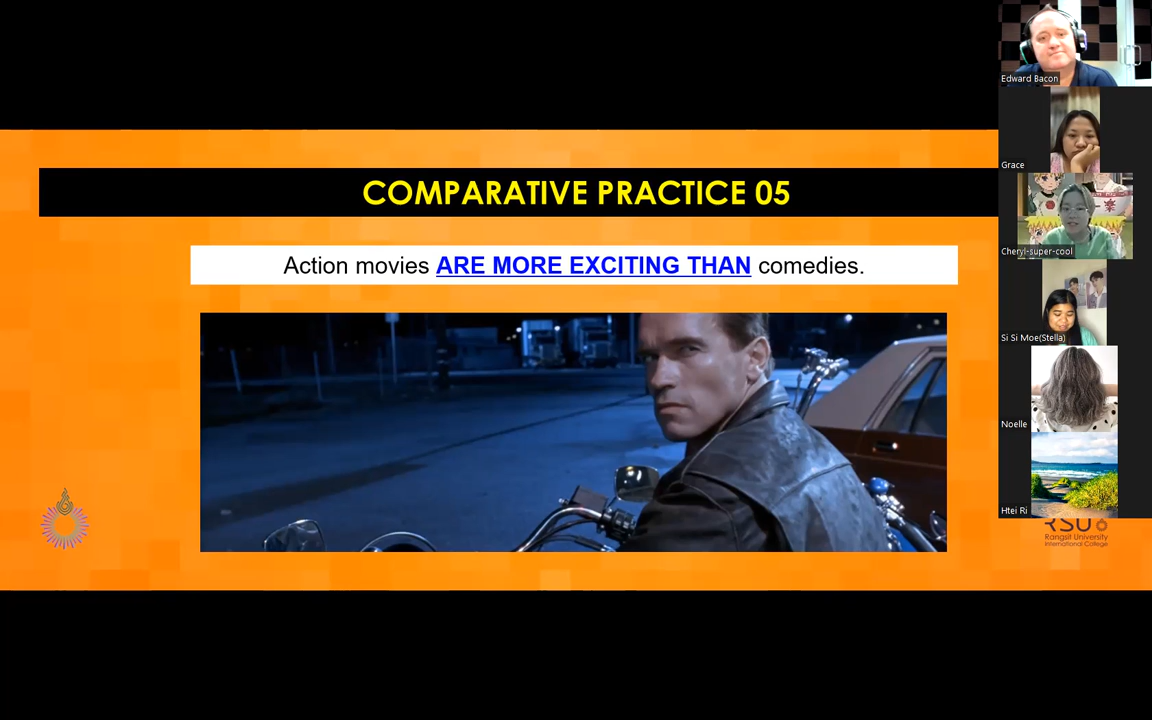 COMPARATIVE PRACTICE 05
Action movies ARE MORE EXCITING THAN comedies.
Edward Bacon
Grace
Cheryl-super-cool
Si Si Moe(Stella)
Noelle
Htei Ri
RSU
Rangsit University
International College